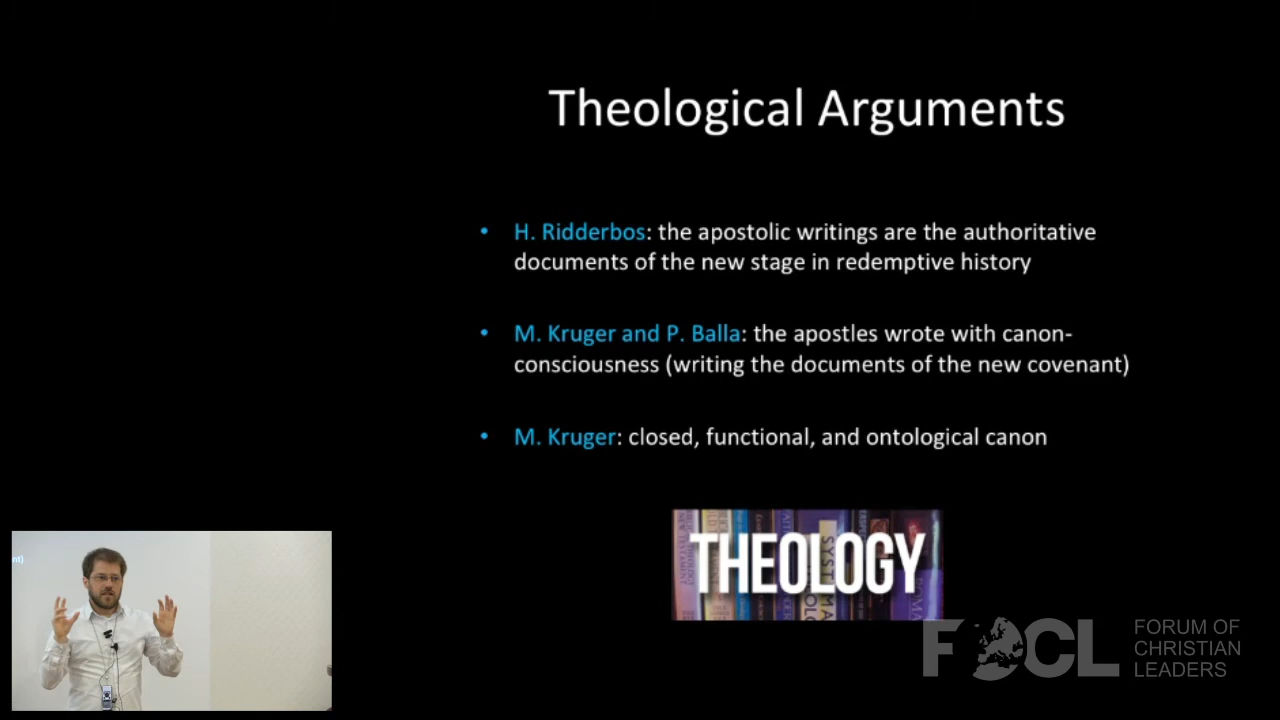 Theological Arguments
• H. Ridderbos: the apostolic writings are the authoritative
documents of the new stage in redemptive history
• M. Kruger and P. Balla: the apostles wrote with canon-
consciousness (writing the documents of the new covenant)
• M. Kruger: closed, functional, and ontological canon
THEOLOGY
nt)
FOCL
FORUM OF
CHRISTIAN
LEADERS